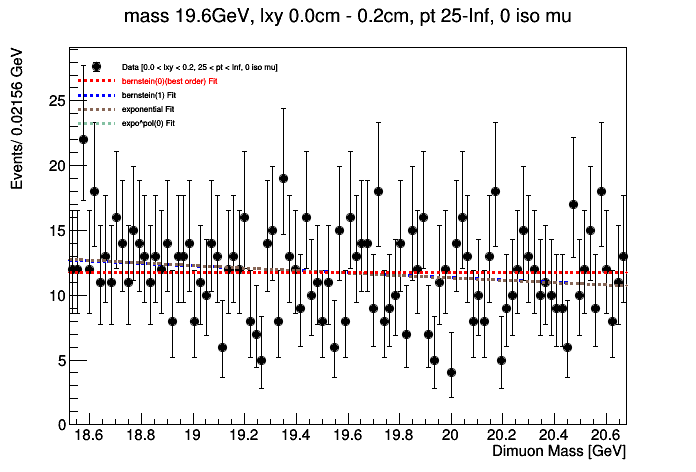 mass 19.6GeV, lxy 0.0cm - 0.2cm, pt 25-Inf, 0 iso mu
Events/ 0.02156 GeV
Data [0.0 < lxy < 0.2, 25 < pt < Inf, 0 iso mu]
bernstein(0)(best order) Fit
bernstein(1) Fit
exponential Fit
expo*pol(0) Fit
25
20
15
10
5
0
18.6 18.8 19 19.2 19.4 19.6 19.8 20 20.2 20.4 20.6
Dimuon Mass [GeV]